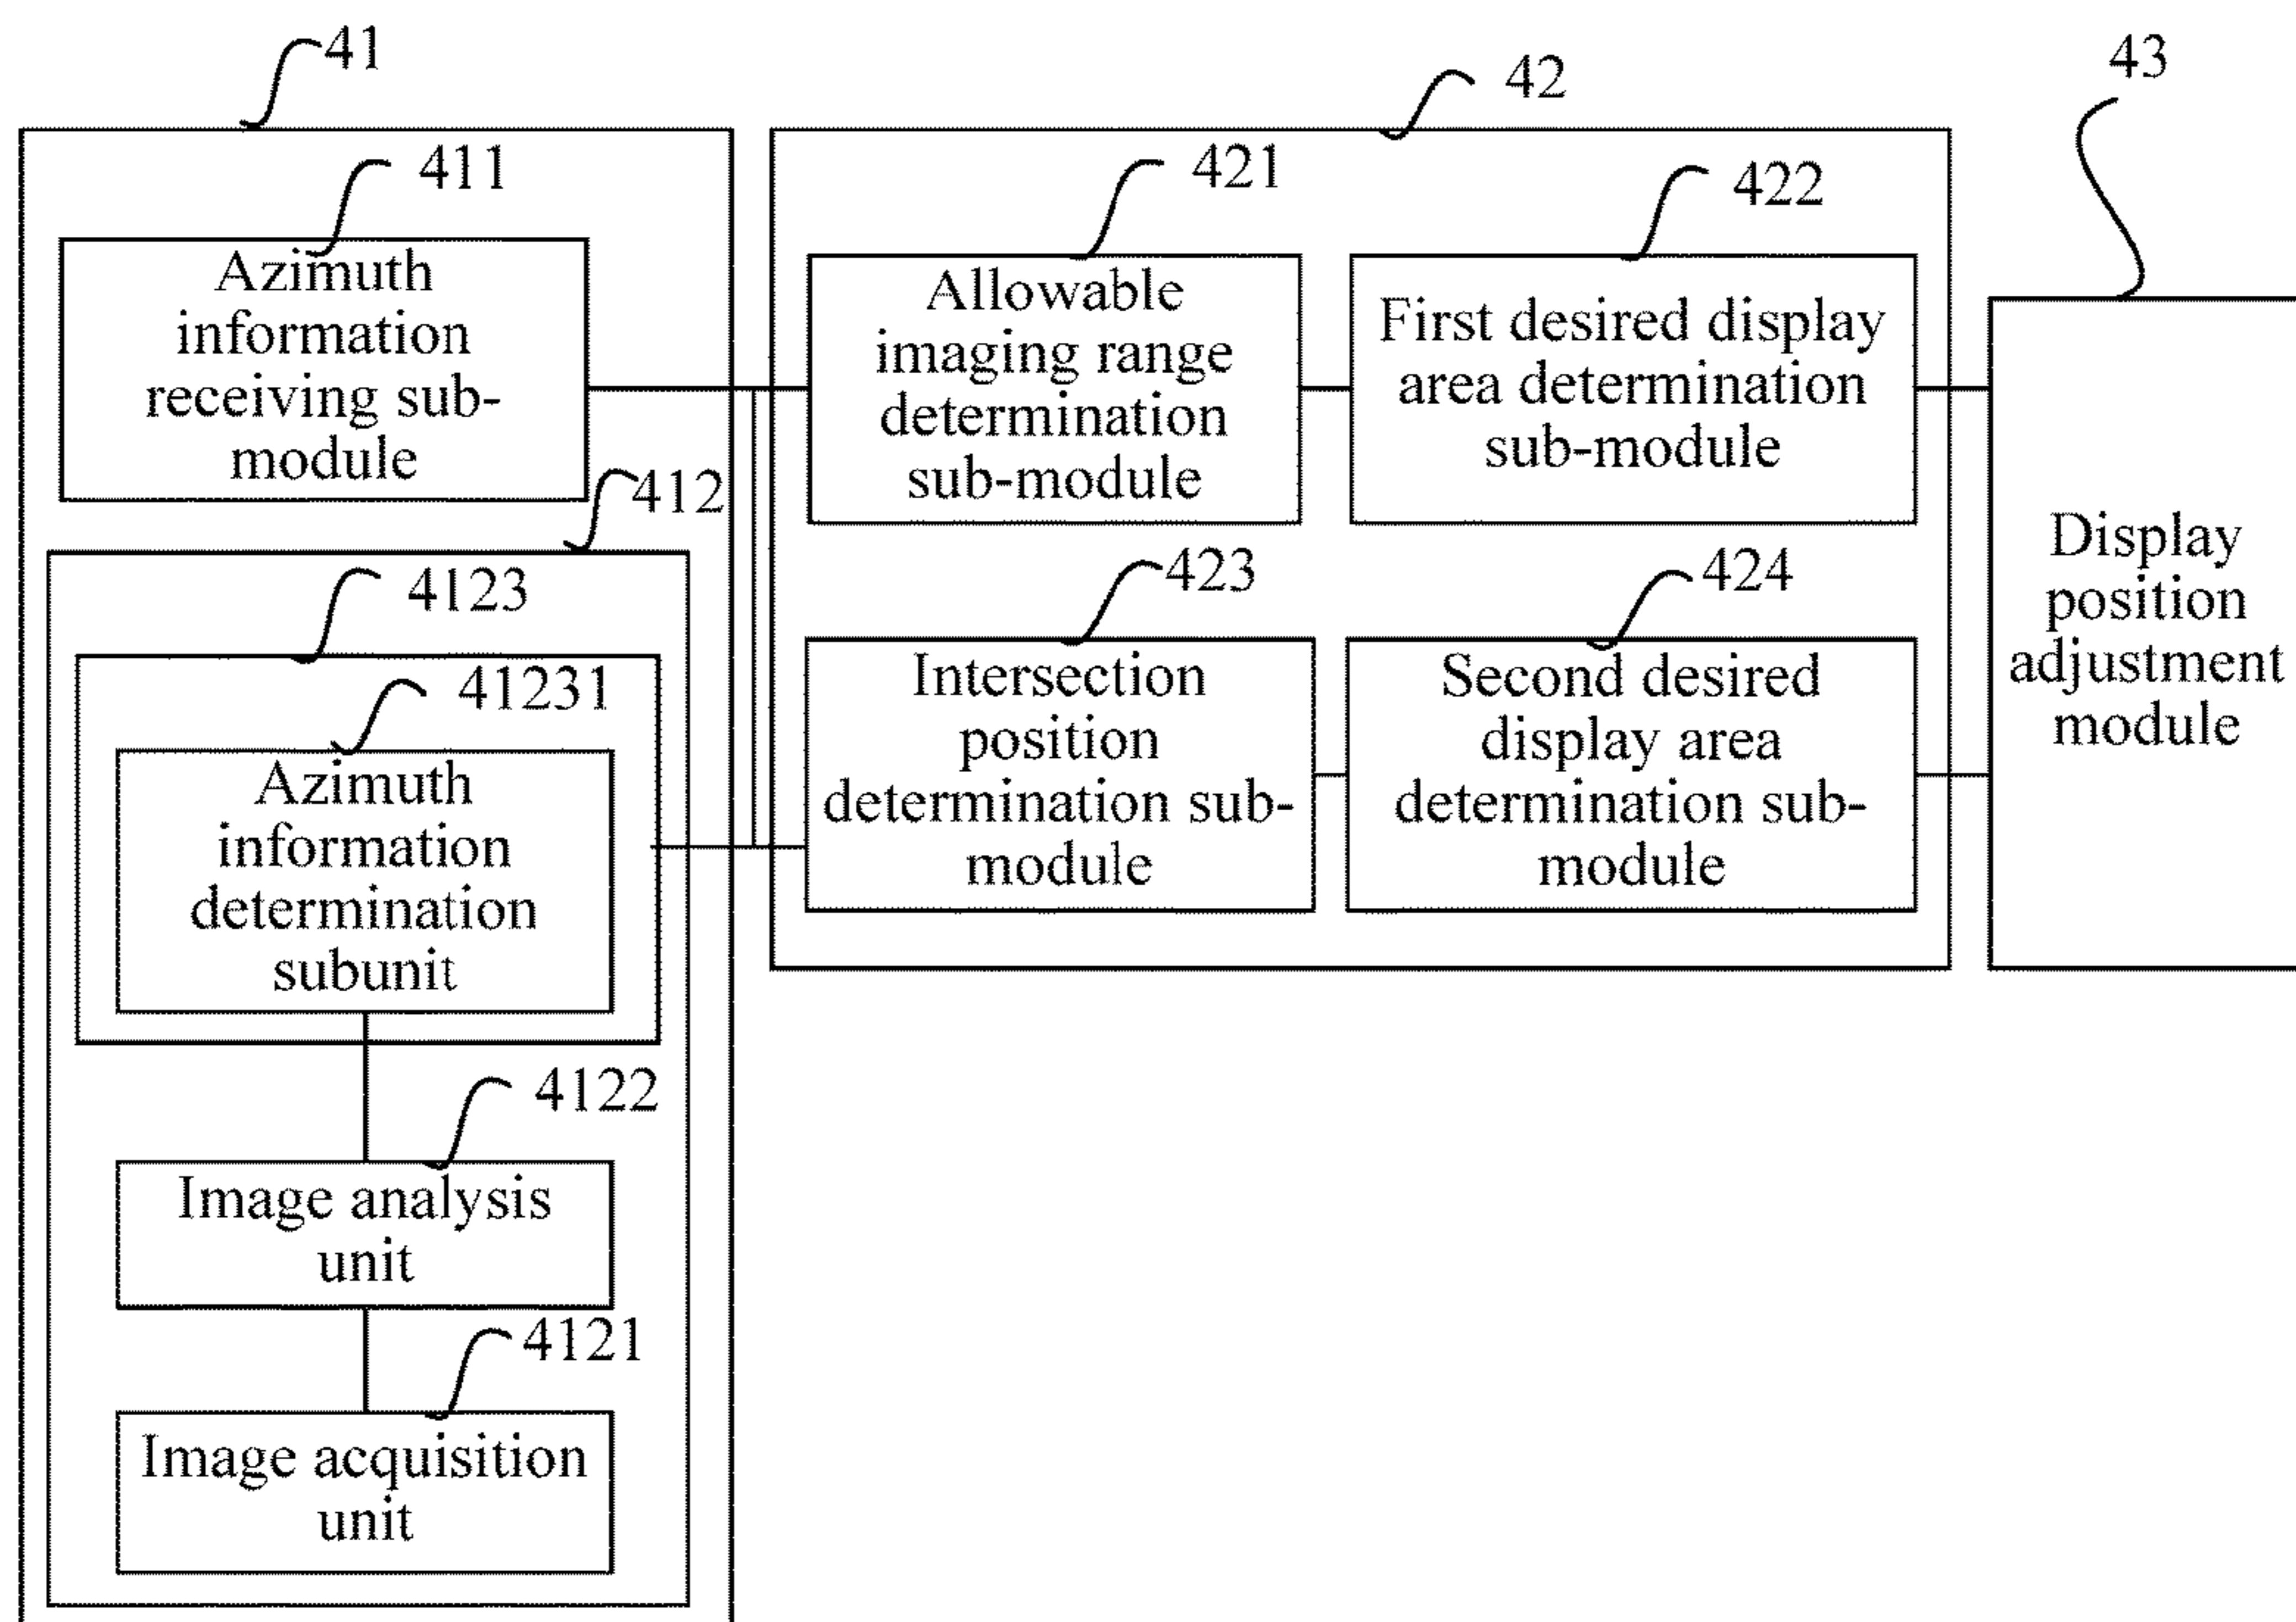 41
42
43
411
421
422
Azimuth
information
receiving sub-
module
Allowable
imaging range
determination
sub-module
First desired display
area determination
sub-module
412
4123
423
424
41231
Azimuth
information
determination
subunit
Intersection
position
determination sub-
module
Second desired
display area
determination sub-
module
Display
position
adjustment
module
4122
Image analysis
unit
4121
Image acquisition
unit